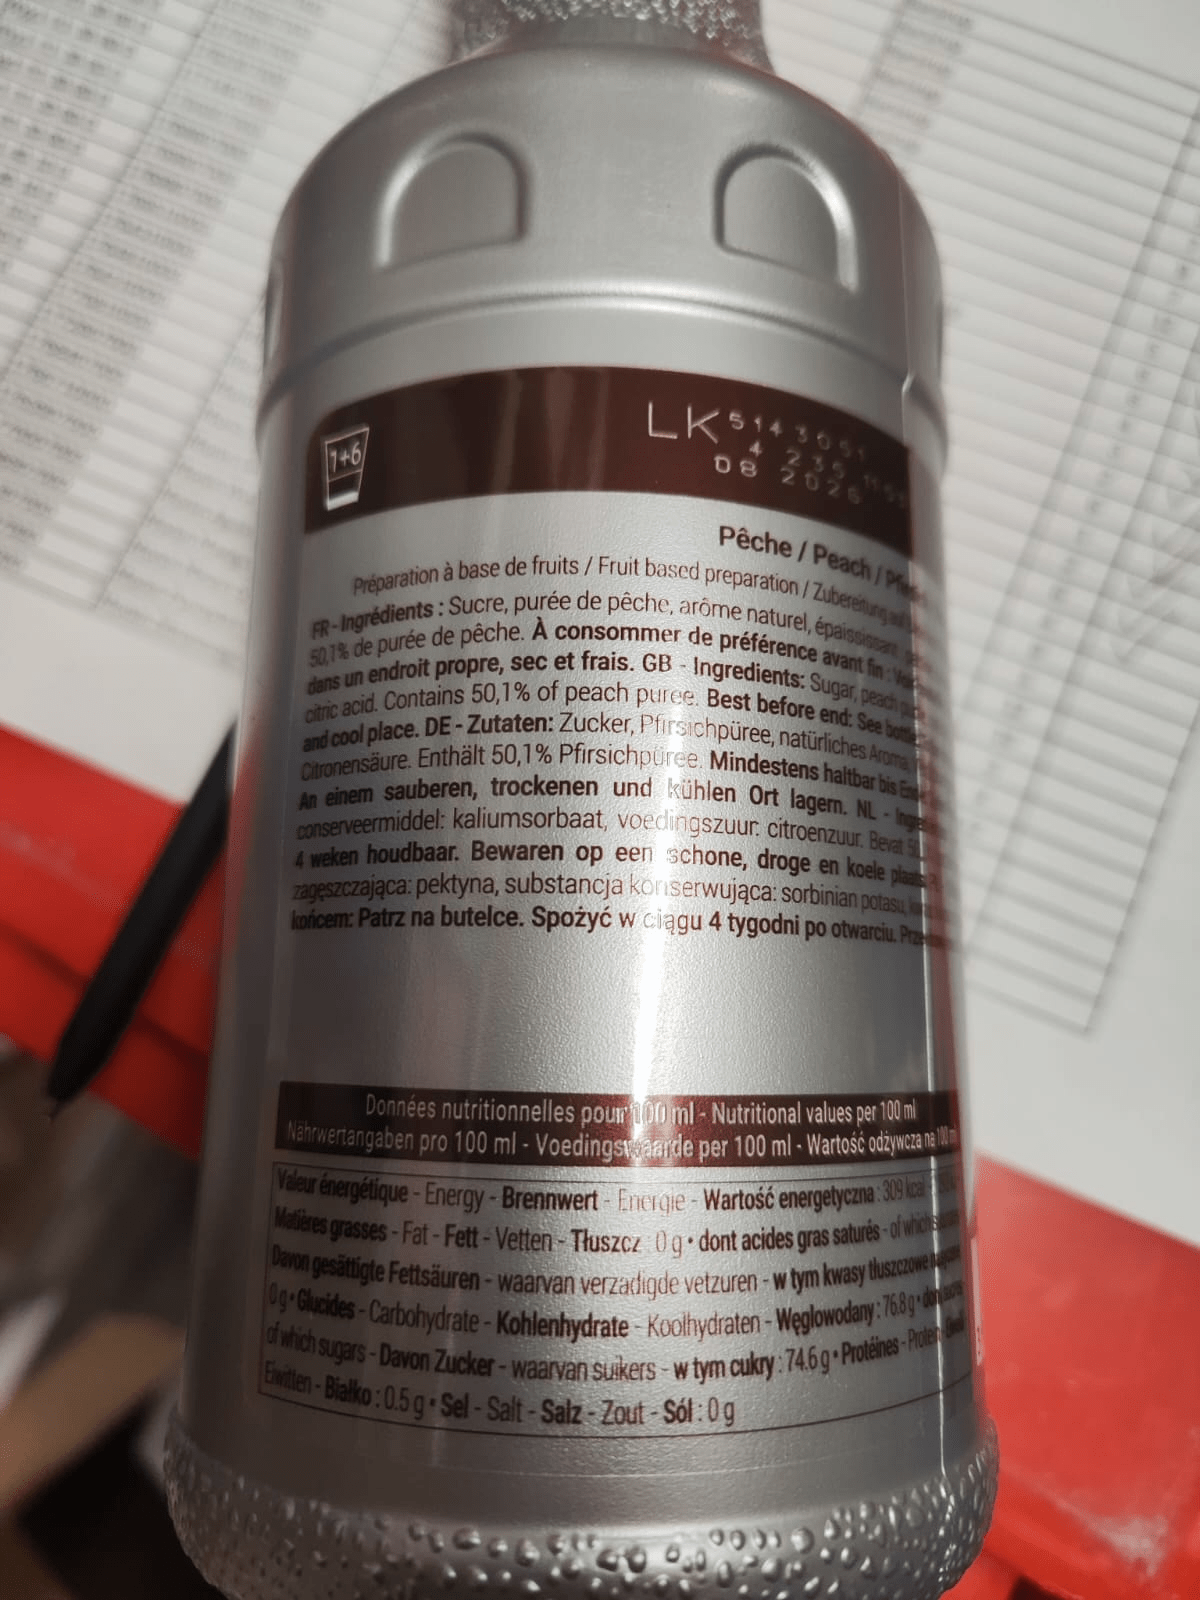 1+6
LK 5143051
4 235
08 2026
Pêche / Peach /
Préparation à base de fruits / Fruit based preparation / Zubereitung auf
FR - Ingrédients : Sucre, purée de pêche, arôme naturel, épaississant
50,1% de purée de pêche. À consommer de préférence avant fin :
dans un endroit propre, sec et frais. GB - Ingredients: Sugar, peach
citric acid. Contains 50,1% of peach puree. Best before end: See bottle
and cool place. DE - Zutaten: Zucker, Pfirsichpüree, natürliches Aroma,
Citronensäure. Enthält 50,1% Pfirsichpüree. Mindestens haltbar bis
An einem sauberen, trockenen und kühlen Ort lagern. NL -
conserveermiddel: kaliumsorbaat, voedingszuur: citroenzuur. Bevat
4 weken houdbaar. Bewaren op een schone, droge en koele plaats
zagęszczająca: pektyna, substancja konserwująca: sorbinian potasu,
końcem: Patrz na butelce. Spożyć w ciągu 4 tygodni po otwarciu.
Données nutritionnelles pour 100 ml - Nutritional values per 100 ml
Nährwertangaben pro 100 ml - Voedingswaarde per 100 ml - Wartość odżywcza na 100 ml
Valeur énergétique - Energy - Brennwert - Energie - Wartość energetyczna : 309 kcal
Matières grasses - Fat - Fett - Vetten - Tłuszcz : 0 g • dont acides gras saturés - of which
Davon gesättigte Fettsäuren - waarvan verzadigde vetzuren - w tym kwasy tłuszczowe
0 g • Glucides - Carbohydrate - Kohlenhydrate - Koolhydraten - Węglowodany : 76.8 g • dont
of which sugars - Davon Zucker - waarvan suikers - w tym cukry : 74.6 g • Protéines - Protein
Eiwitten - Białko : 0.5 g • Sel - Salt - Salz - Zout - Sól : 0 g